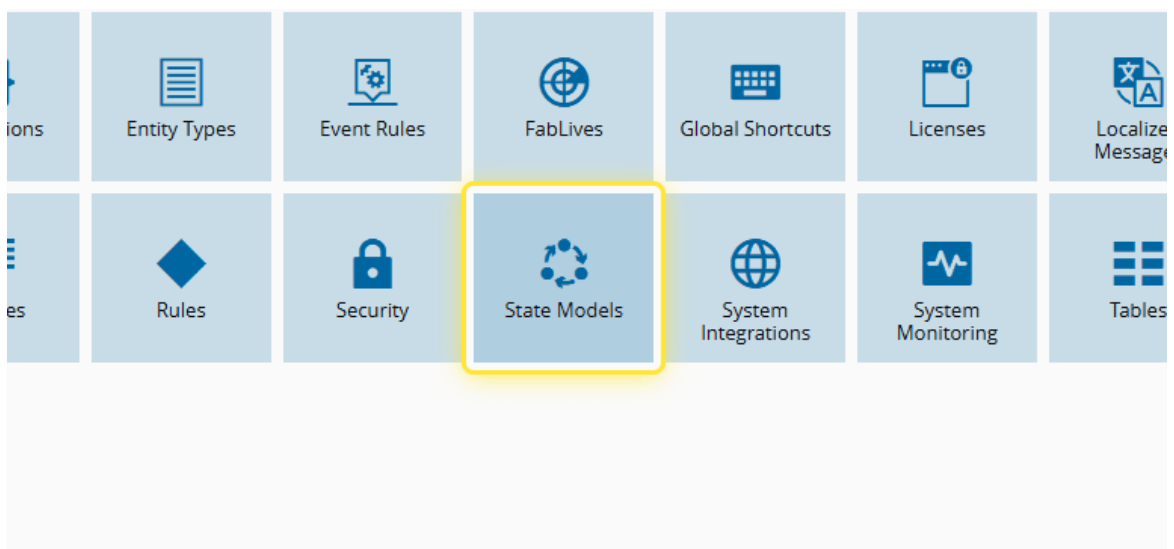 ions
Entity Types
Event Rules
FabLives
Global Shortcuts
Licenses
Localize
Message
es
Rules
Security
State Models
System
Integrations
System
Monitoring
Tables